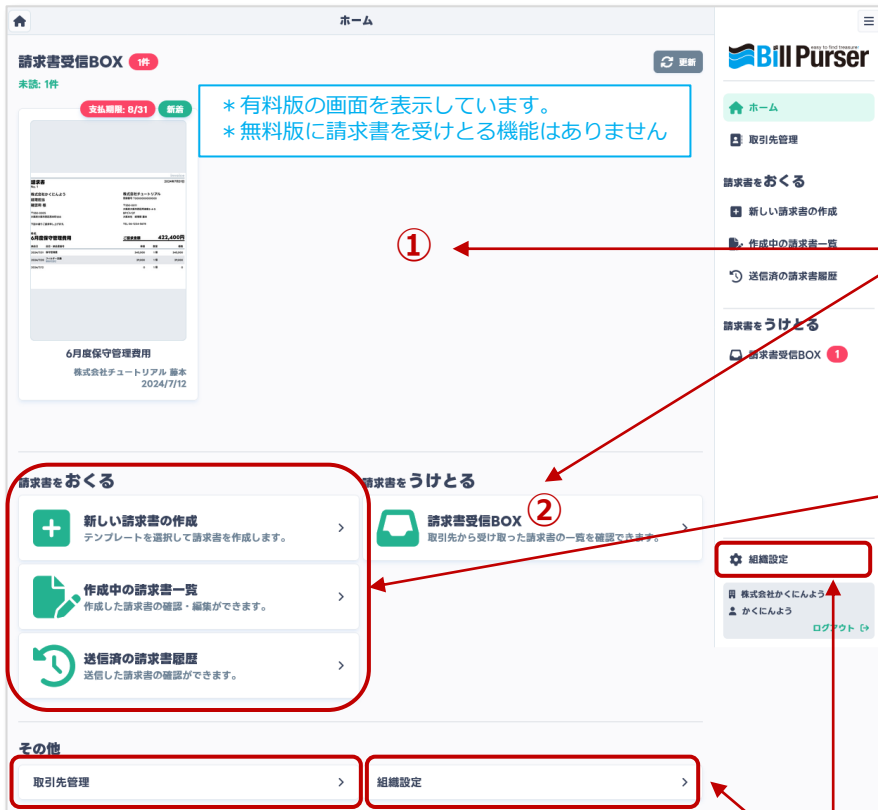 ホーム
請求書受信BOX 1件
更新
未読: 1件
支払期限: 8/31 新着
＊有料版の画面を表示しています。
＊無料版に請求書を受けとる機能はありません
請求書
422,400円
6月度保守管理費用
6月度保守管理費用
株式会社チュートリアル 藤本
2024/7/12
①
請求書をおくる
新しい請求書の作成
テンプレートを選択して請求書を作成します。
作成中の請求書一覧
作成した請求書の確認・編集ができます。
送信済の請求書履歴
送信した請求書の確認ができます。
請求書をうけとる
請求書受信BOX
②
取引先から受け取った請求書の一覧を確認できます。
その他
取引先管理
組織設定
easy to find treasure
Bill Purser
ホーム
取引先管理
請求書をおくる
新しい請求書の作成
作成中の請求書一覧
送信済の請求書履歴
請求書をうけとる
請求書受信BOX 1
組織設定
株式会社かくにんよう
かくにんよう
ログアウト